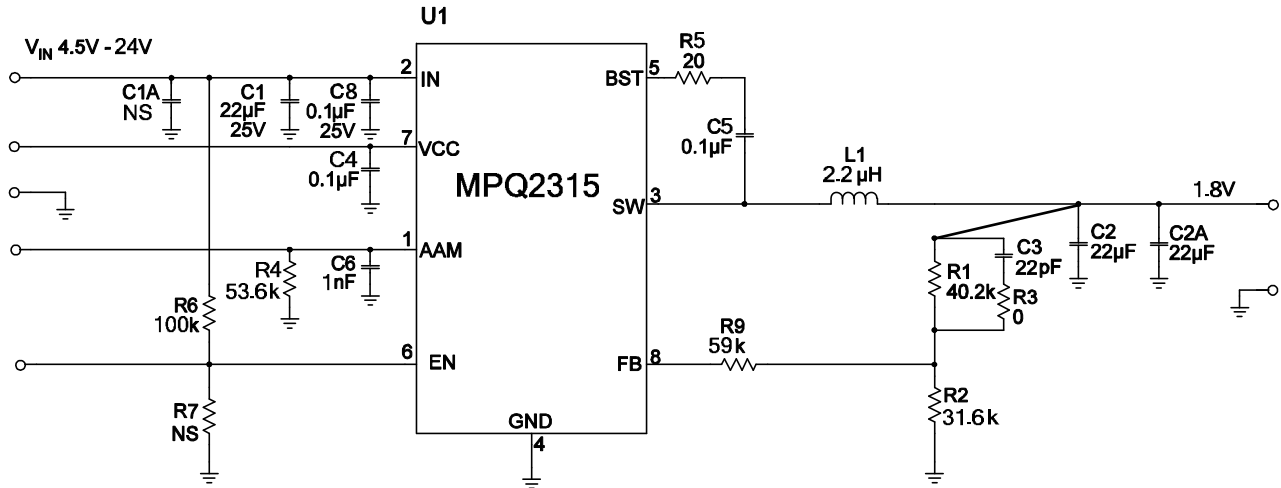 U1
V_IN 4.5V - 24V
2
IN
C1A
NS
C1
22µF
25V
C8
0.1µF
25V
7
VCC
C4
0.1µF
MPQ2315
1
AAM
R4
53.6k
C6
1nF
R6
100k
6
EN
R7
NS
GND
4
BST
5
R5
20
C5
0.1µF
SW
3
L1
2.2µH
1.8V
C2
22µF
C2A
22µF
C3
22pF
R1
40.2k
R3
0
FB
8
R9
59k
R2
31.6k